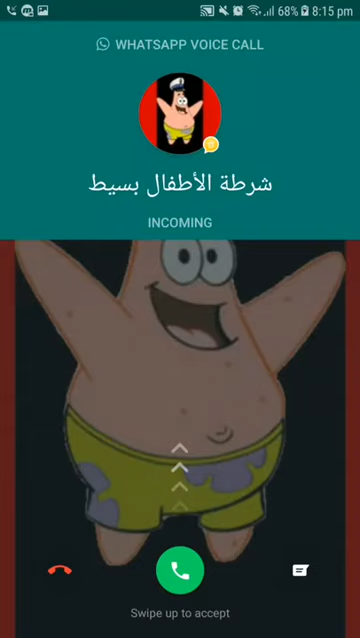 68% 8:15 pm
WHATSAPP VOICE CALL
شرطة الأطفال بسيط
INCOMING
Swipe up to accept